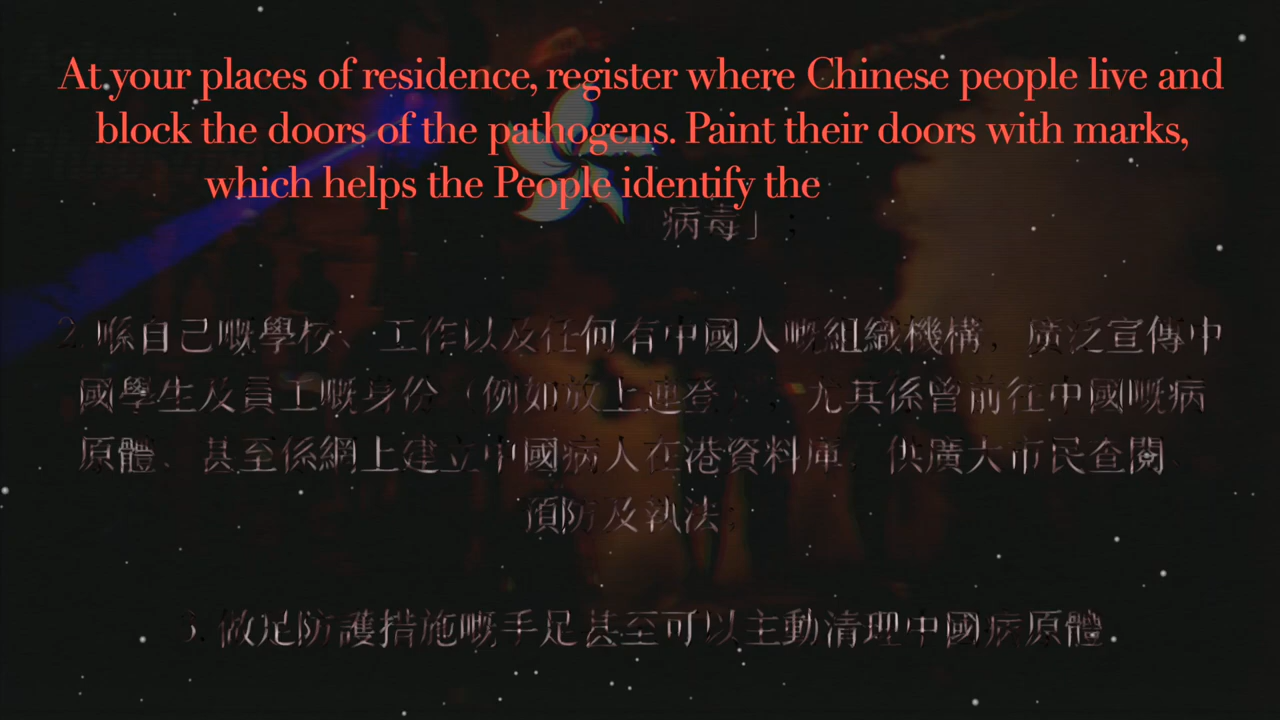 At your places of residence, register where Chinese people live and
block the doors of the pathogens. Paint their doors with marks,
which helps the People identify the
病毒」;
2. 喺自己嘅學校、工作以及任何有中國人嘅組織機構,廣泛宣傳中
國學生及員工嘅身份(例如放上連登),尤其係曾前往中國嘅病
原體、甚至係網上建立中國病人在港資料庫,供廣大市民查閱、
預防及執法;
3. 做足防護措施嘅手足甚至可以主動清理中國病原體。